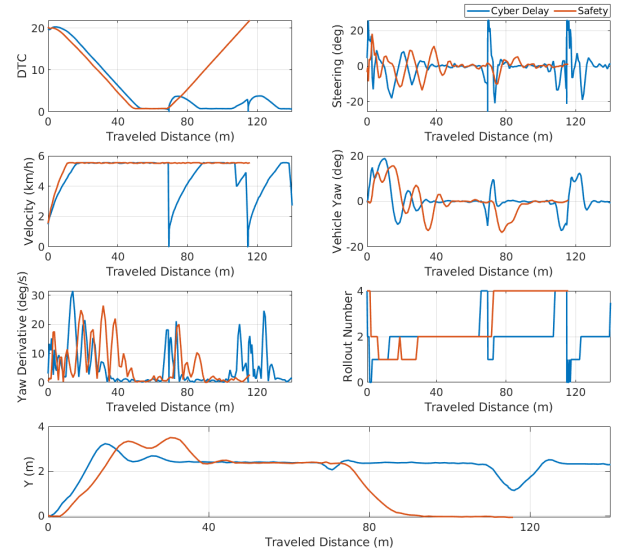 Cyber Delay Safety
20
10
0
DTC
0 40 80 120
Traveled Distance (m)
20
0
-20
Steering (deg)
0 40 80 120
Traveled Distance (m)
6
4
2
0
Velocity (km/h)
0 40 80 120
Traveled Distance (m)
20
0
-20
Vehicle Yaw (deg)
0 40 80 120
Traveled Distance (m)
30
20
10
0
Yaw Derivative (deg/s)
0 40 80 120
Traveled Distance (m)
4
2
0
Rollout Number
0 40 80 120
Traveled Distance (m)
4
2
0
Y (m)
0 40 80 120
Traveled Distance (m)